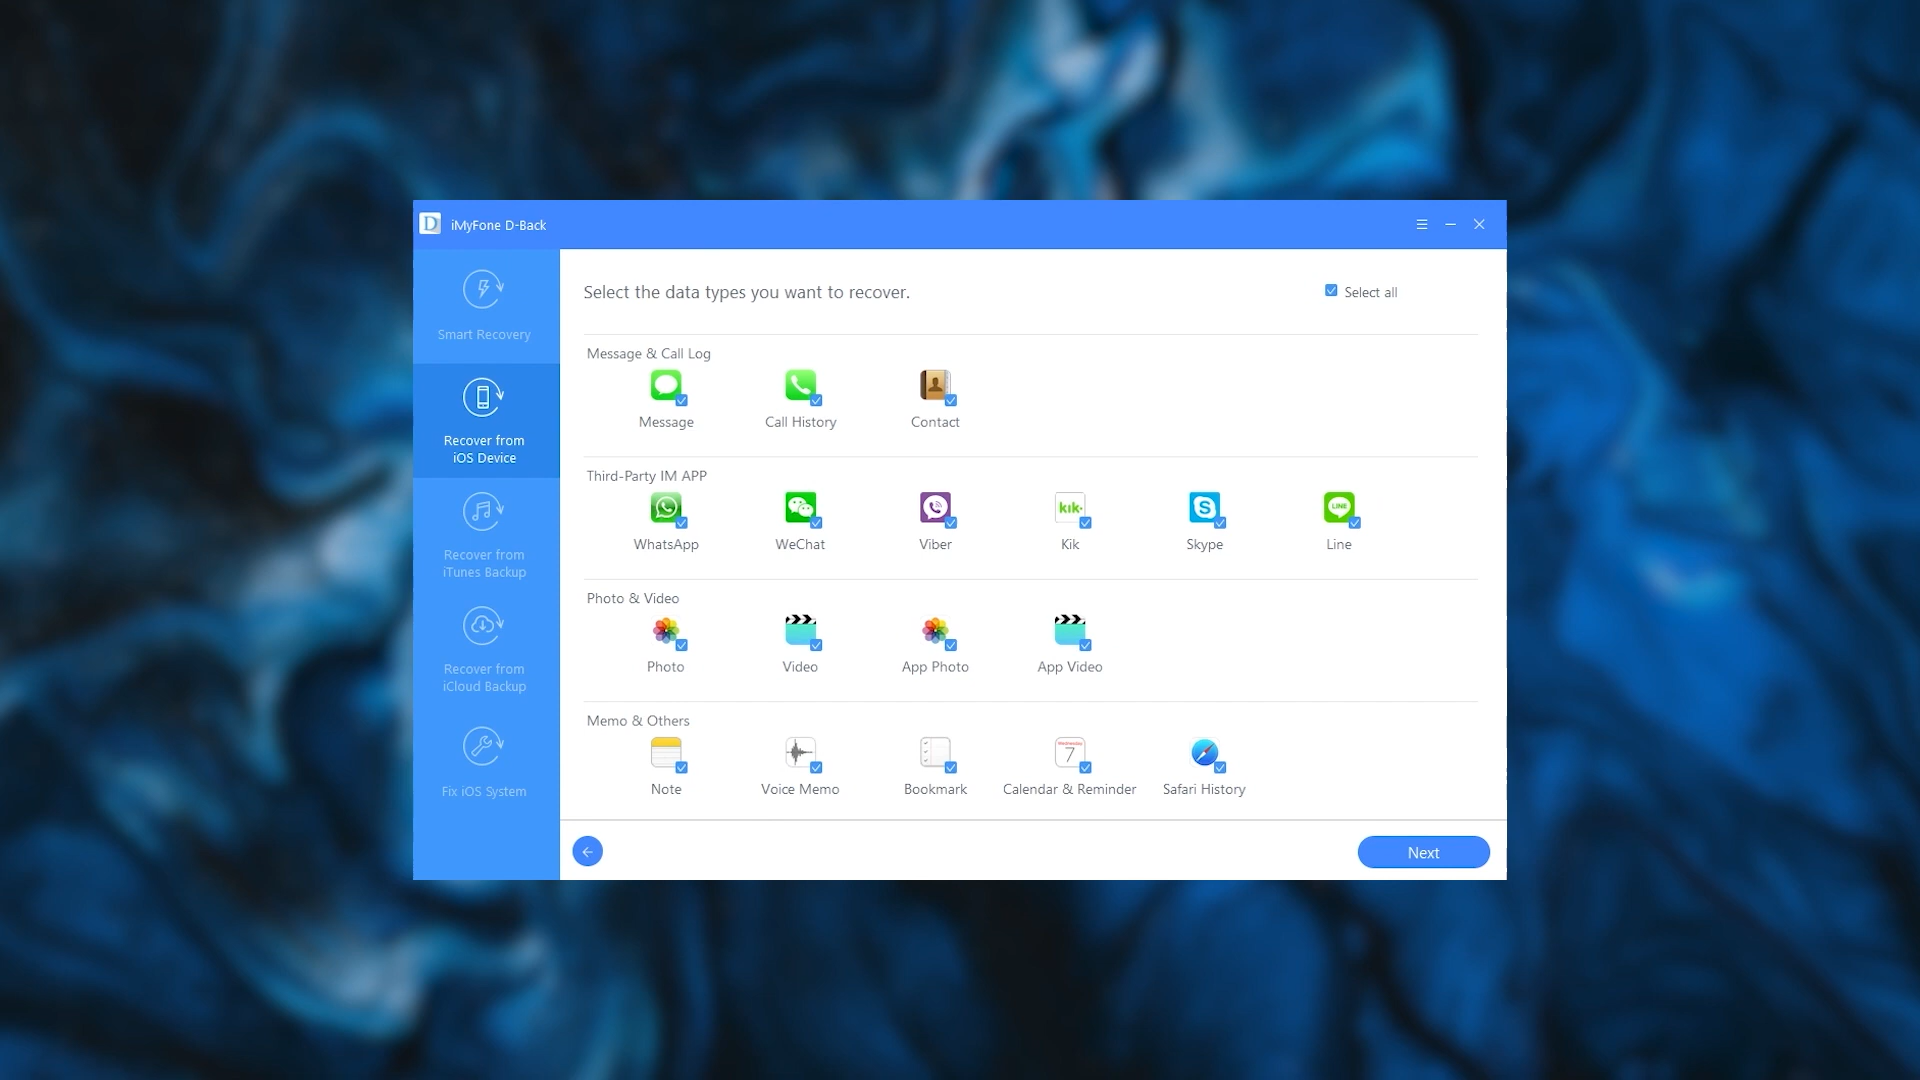 iMyFone D-Back
Smart Recovery
Recover from
iOS Device
Recover from
iTunes Backup
Recover from
iCloud Backup
Fix iOS System
Select the data types you want to recover.
Select all
Message & Call Log
Message
Call History
Contact
Third-Party IM APP
kik
LINE
WhatsApp
WeChat
Viber
Kik
Skype
Line
Photo & Video
Photo
Video
App Photo
App Video
Memo & Others
Wednesday
7
Note
Voice Memo
Bookmark
Calendar & Reminder
Safari History
Next